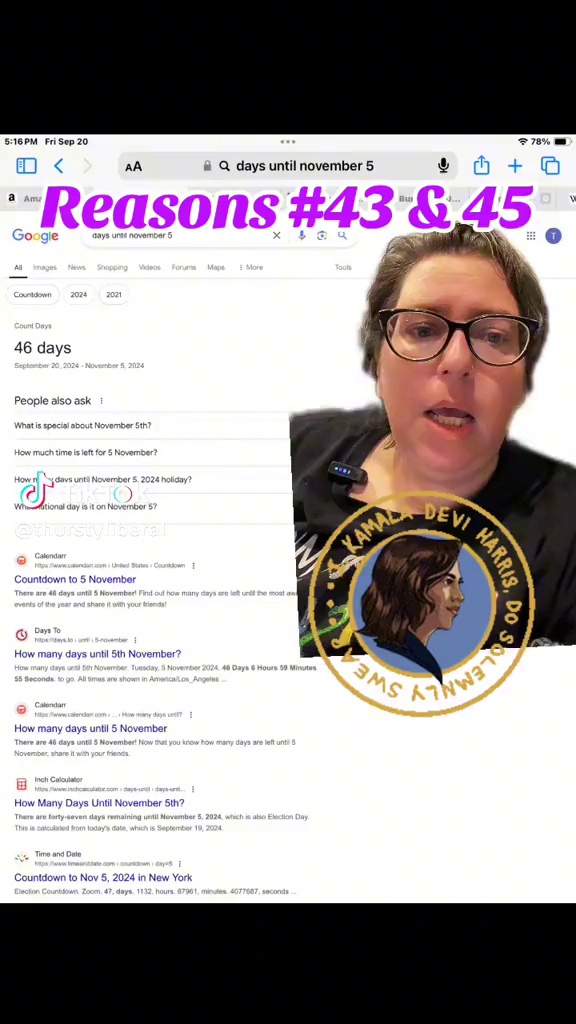 5:16 PM Fri Sep 20
78%
AA
days until november 5
Reasons #43 & 45
Google
days until november 5
T
All Images News Shopping Videos Forums Maps More Tools
Countdown 2024 2021
Count Days
46 days
September 20, 2024 - November 5, 2024
People also ask
What is special about November 5th?
How much time is left for 5 November?
days until November 5, 2024 holiday?
national day is it on November 5?
TikTok
@thurstyliberal
KAMALA DEVI HARRIS, DO SOLEMNLY SWEAR
Calendarr
https://www.calendarr.com › United States › Countdown
Countdown to 5 November
There are 46 days until 5 November! Find out how many days are left until the most
events of the year and share it with your friends!
Days To
https://days.to › until › 5-november
How many days until 5th November?
How many days until 5th November. Tuesday, 5 November 2024. 46 Days 6 Hours 59 Minutes
55 Seconds. to go. All times are shown in America/Los_Angeles ...
Calendarr
https://www.calendarr.com › ... › How many days until?
How many days until 5 November
There are 46 days until 5 November! Now that you know how many days are left until 5
November, share it with your friends.
Inch Calculator
https://www.inchcalculator.com › days-until › days-unti...
How Many Days Until November 5th?
There are forty-seven days remaining until November 5, 2024, which is also Election Day.
This is calculated from today's date, which is September 19, 2024.
Time and Date
https://www.timeanddate.com › countdown › day=5
Countdown to Nov 5, 2024 in New York
Election Countdown. Zoom. 47, days. 1132, hours. 67961, minutes. 4077687, seconds ...